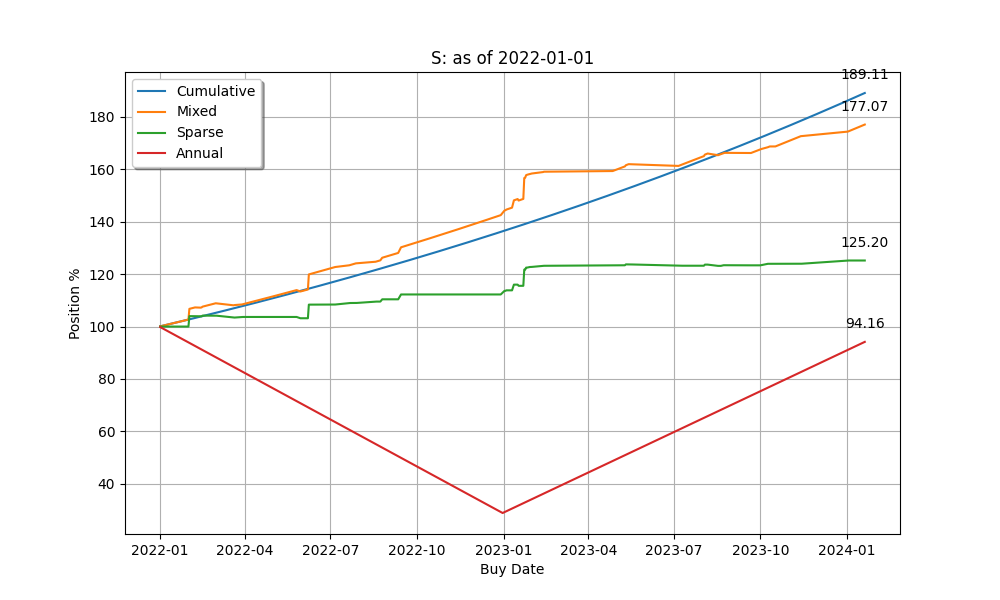 S: as of 2022-01-01
189.11
177.07
125.20
94.16
Cumulative
Mixed
Sparse
Annual
Position %
180
160
140
120
100
80
60
40
2022-01 2022-04 2022-07 2022-10 2023-01 2023-04 2023-07 2023-10 2024-01
Buy Date